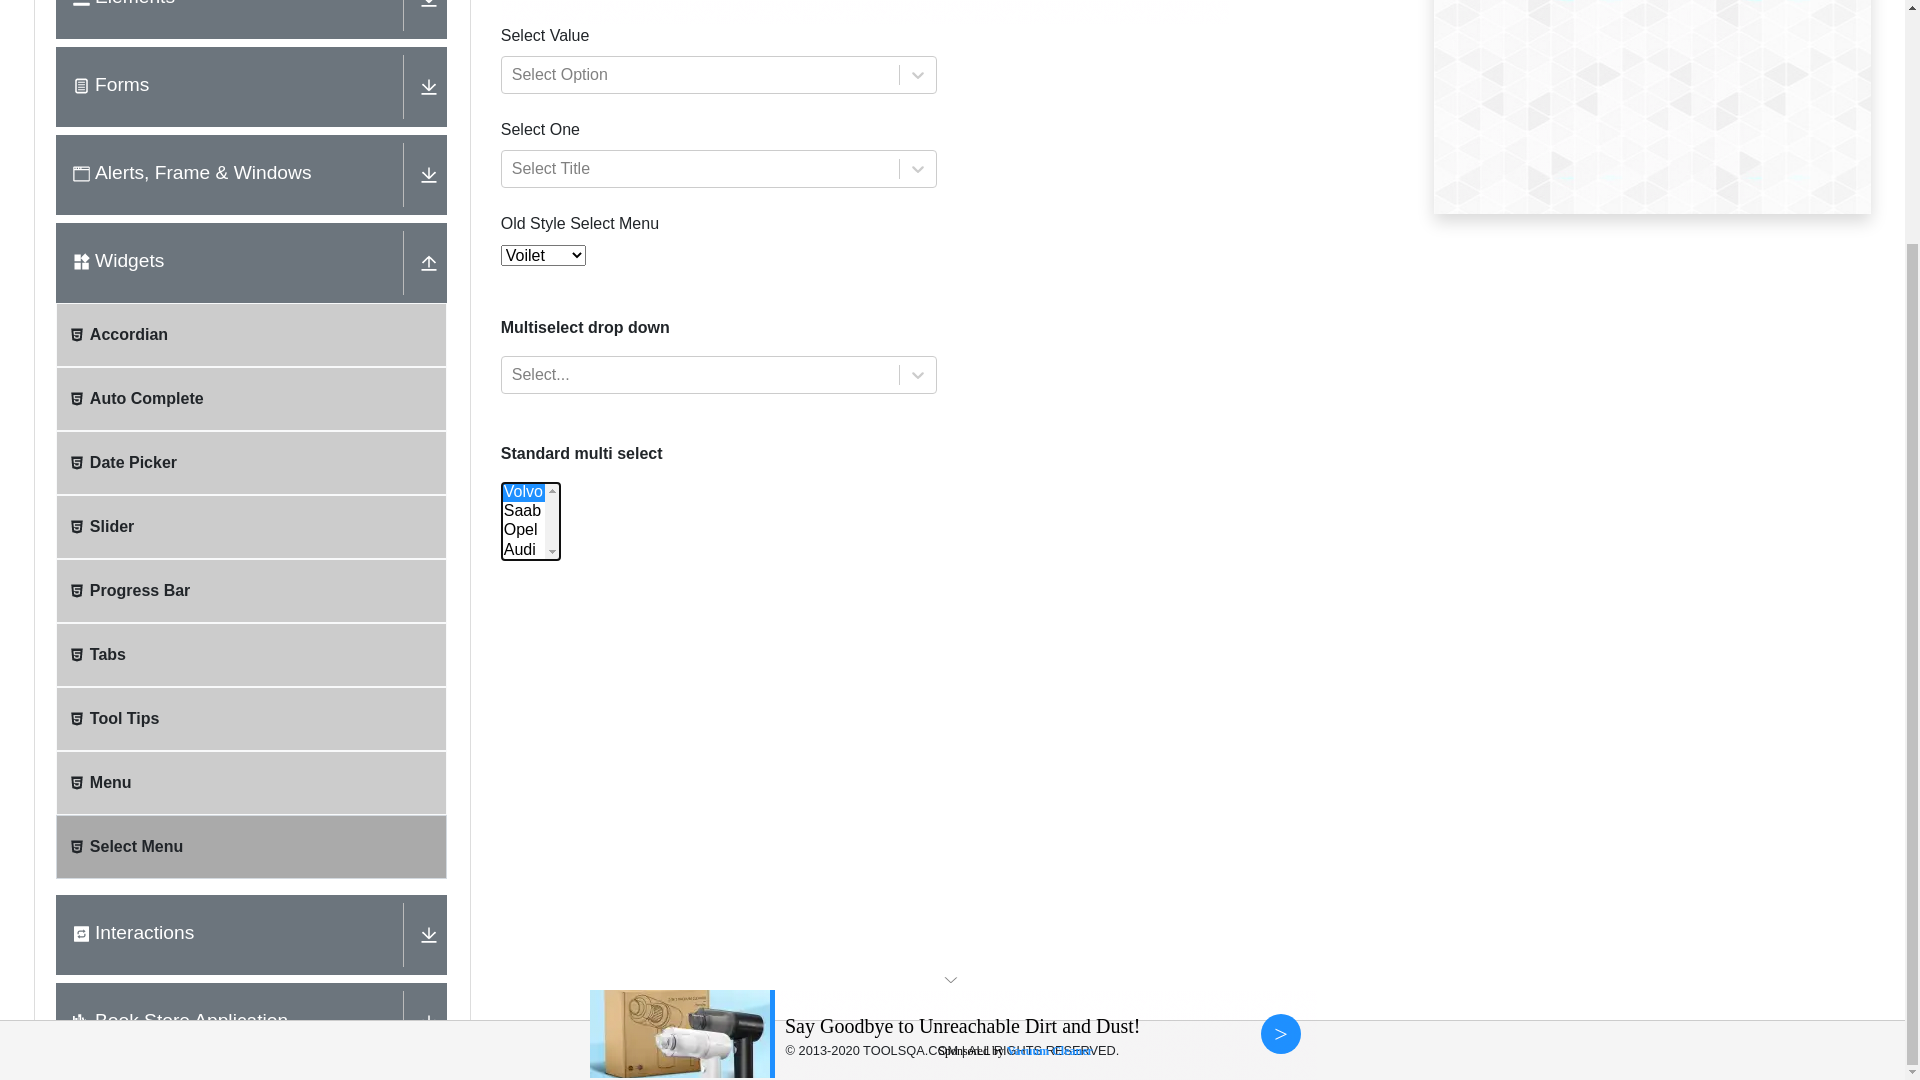 Elements
Forms
Alerts, Frame & Windows
Widgets
Accordian
Auto Complete
Date Picker
Slider
Progress Bar
Tabs
Tool Tips
Menu
Select Menu
Interactions
Book Store Application
Select Value
Select Option
Select One
Select Title
Old Style Select Menu
Voilet
Multiselect drop down
Select...
Standard multi select
Volvo
Saab
Opel
Audi
Say Goodbye to Unreachable Dirt and Dust!
© 2013-2020 TOOLSQA.COM | ALL RIGHTS RESERVED.
Sponsored by
>